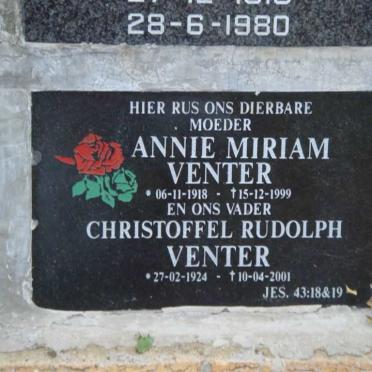 28-6-1980
HIER RUS ONS DIERBARE
MOEDER
ANNIE MIRIAM
VENTER
* 06-11-1918 - †15-12-1999
EN ONS VADER
CHRISTOFFEL RUDOLPH
VENTER
* 27-02-1924 - † 10-04-2001
JES. 43:18&19